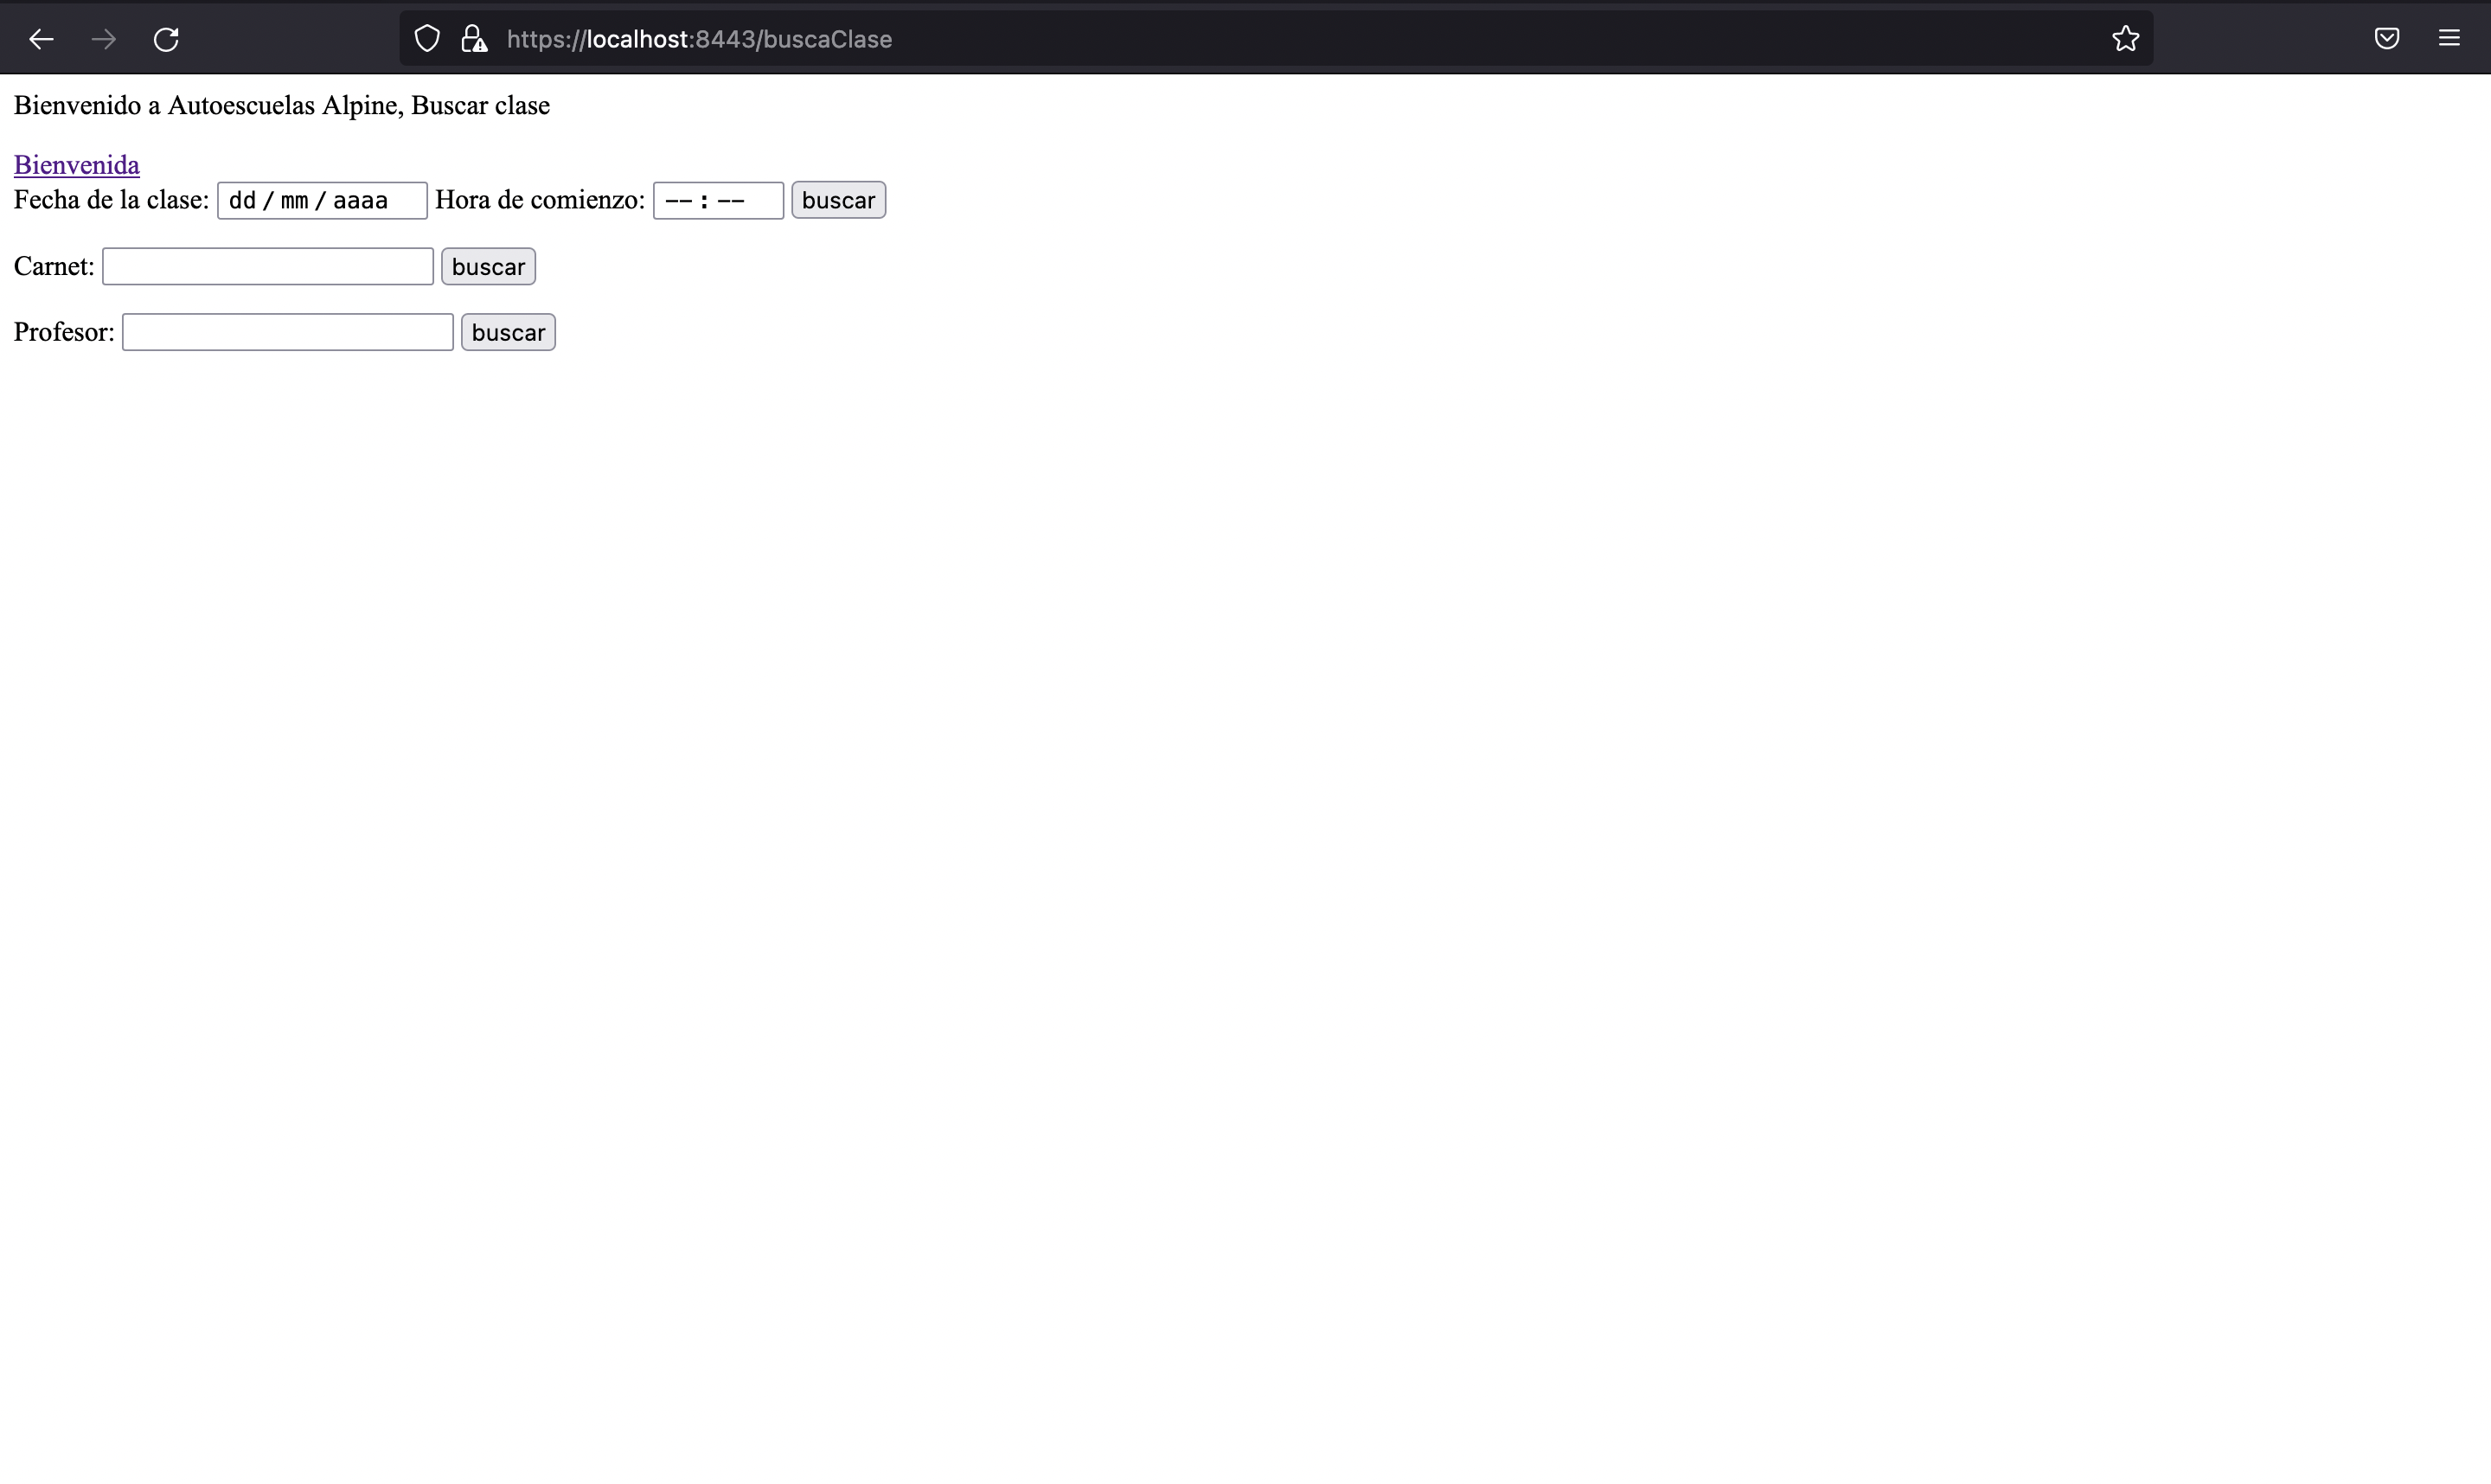 https://localhost:8443/buscaClase
Bienvenido a Autoescuelas Alpine, Buscar clase
Bienvenida
Fecha de la clase: dd / mm / aaaa Hora de comienzo: -- : -- buscar
Carnet: buscar
Profesor: buscar